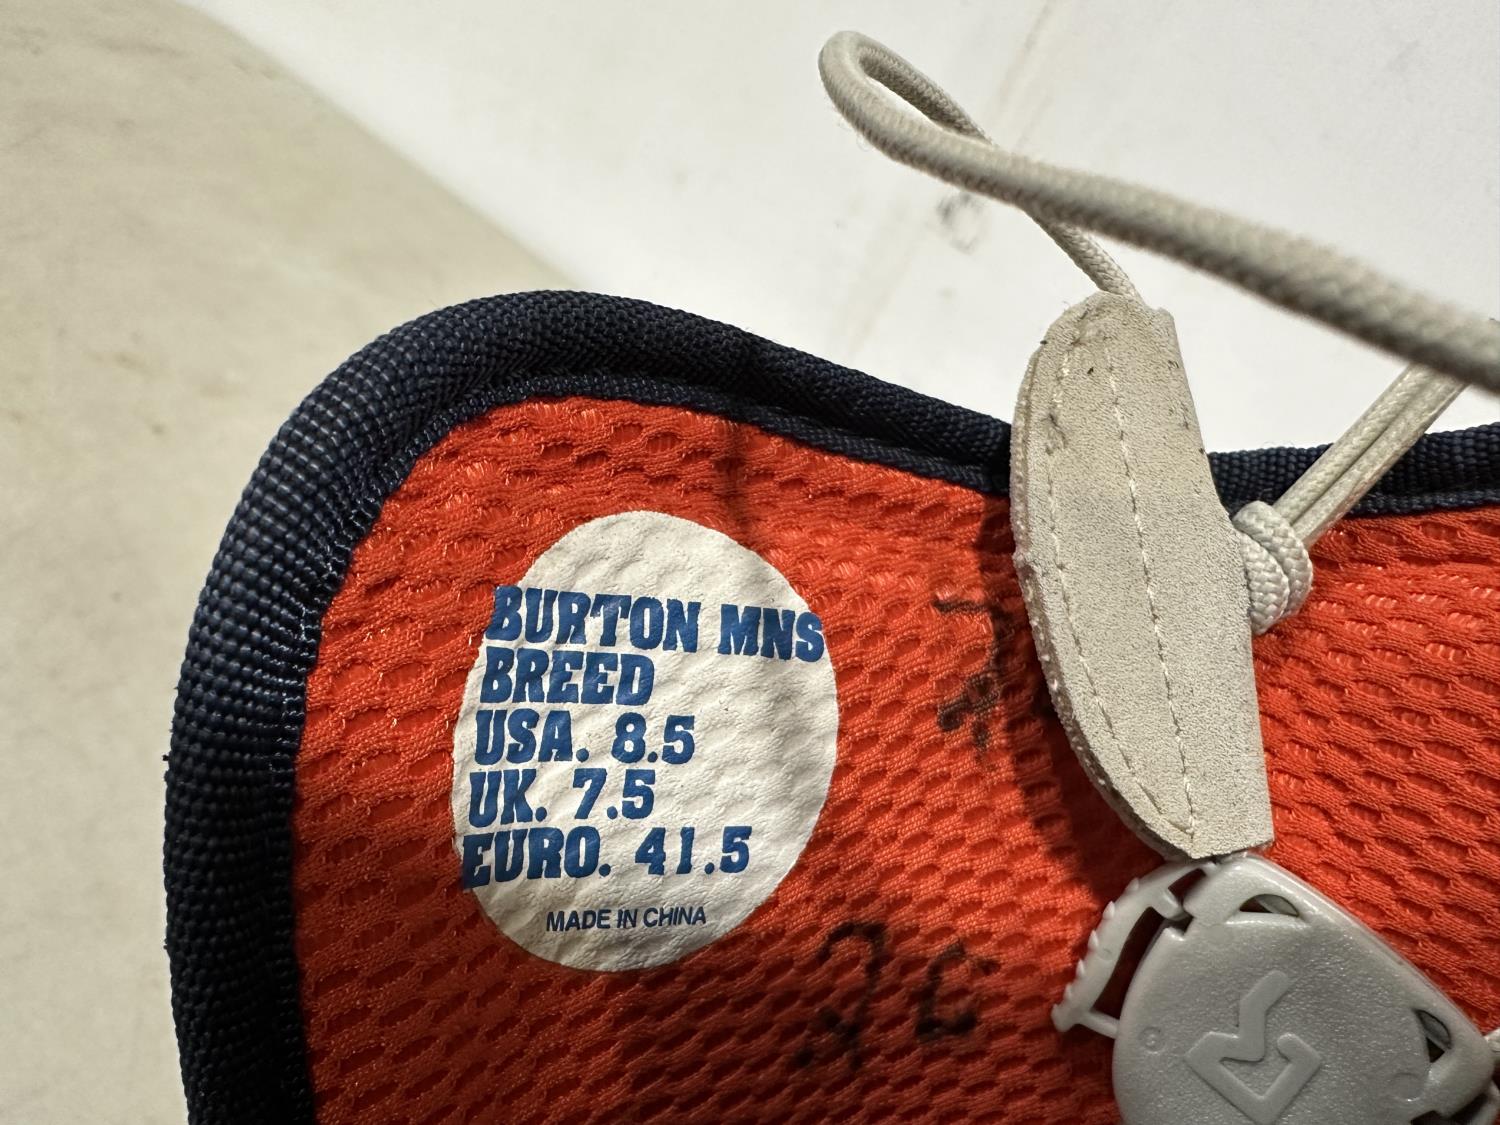 BURTON MNS
BREED
USA. 8.5
UK. 7.5
EURO. 41.5
MADE IN CHINA